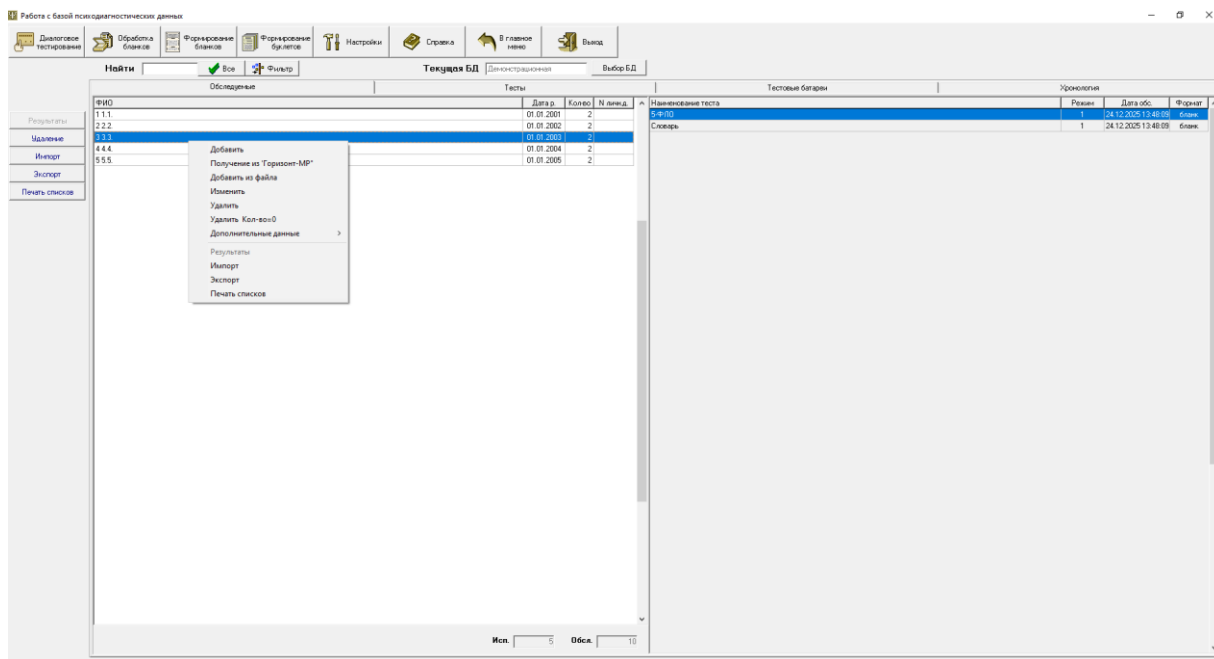 Работа с базой психодиагностических данных
Диалоговое тестирование
Обработка бланков
Формирование бланков
Формирование буклетов
Настройки
Справка
В главное меню
Выход
Найти Все Фильтр Текущая БД Демонстрационная Выбор БД
Обследуемые Тесты Тестовые батареи Хронология
ФИО Дата р. Кол-во N личн.д. Наименование теста Режим Дата обс. Формат
1 1.1. 01.01.2001 2 5-ФЛО 1 24.12.2025 13:48:09 бланк
2 2.2. 01.01.2002 2 Словарь 1 24.12.2025 13:48:09 бланк
3 3.3. 01.01.2003 2
4 4.4. 01.01.2004 2
5 5.5. 01.01.2005 2
Результаты
Удаление
Импорт
Экспорт
Печать списков
Добавить
Получение из 'Горизонт-МР'
Добавить из файла
Изменить
Удалить
Удалить Кол-во=0
Дополнительные данные
Результаты
Импорт
Экспорт
Печать списков
Исп. 5 Обсл. 10